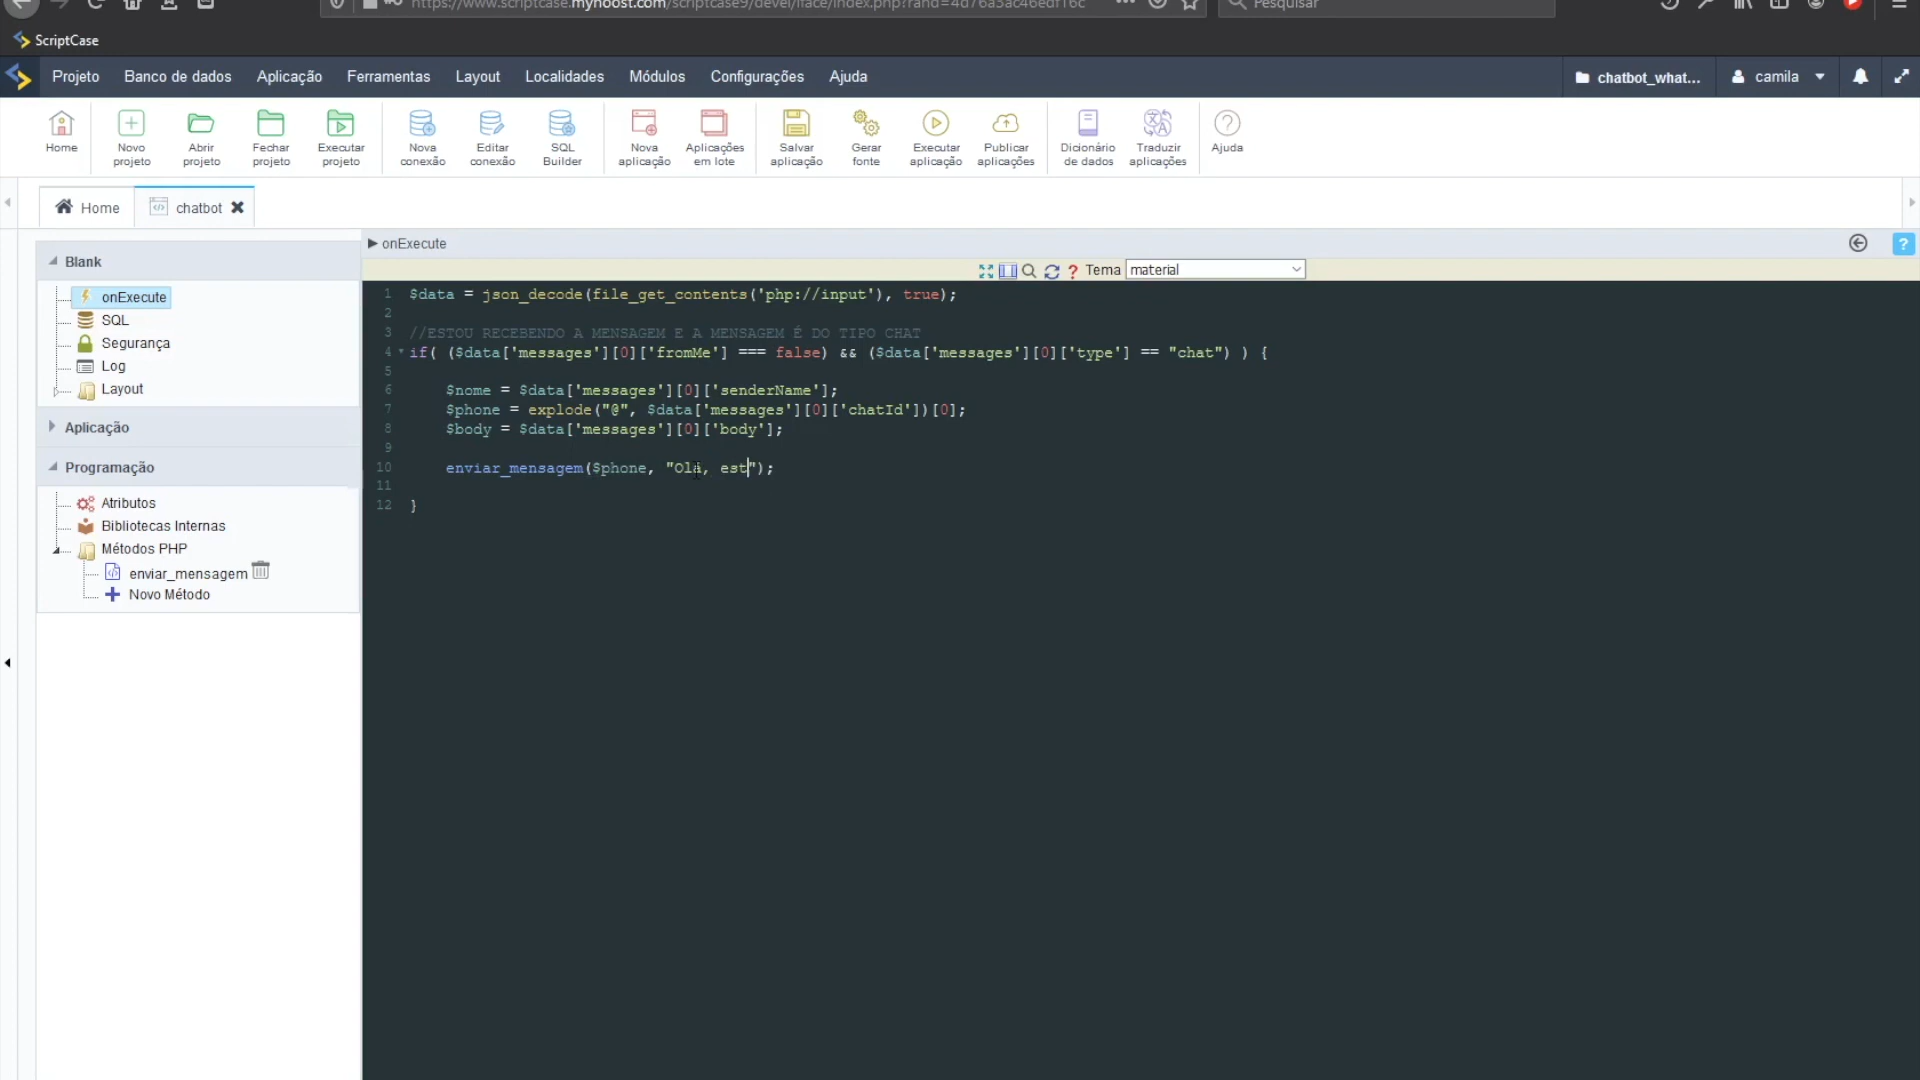 https://www.scriptcase.myhoost.com/scriptcase9/devel/iface/index.php?rand=4d76a3ac46edf16c
Pesquisar
ScriptCase
Projeto Banco de dados Aplicação Ferramentas Layout Localidades Módulos Configurações Ajuda chatbot_what... camila
Home Novo projeto Abrir projeto Fechar projeto Executar projeto Nova conexão Editar conexão SQL Builder Nova aplicação Aplicações em lote Salvar aplicação Gerar fonte Executar aplicação Publicar aplicações Dicionário de dados Traduzir aplicações Ajuda
Home chatbot
Blank
onExecute
SQL
Segurança
Log
Layout
Aplicação
Programação
Atributos
Bibliotecas Internas
Métodos PHP
enviar_mensagem
Novo Método
onExecute
? Tema material
1 $data = json_decode(file_get_contents('php://input'), true);
2
3 //ESTOU RECEBENDO A MENSAGEM E A MENSAGEM É DO TIPO CHAT
4 if( ($data['messages'][0]['fromMe'] === false) && ($data['messages'][0]['type'] == "chat") ) {
5
6 $nome = $data['messages'][0]['senderName'];
7 $phone = explode("@", $data['messages'][0]['chatId'])[0];
8 $body = $data['messages'][0]['body'];
9
10 enviar_mensagem($phone, "Olá, est");
11
12 }